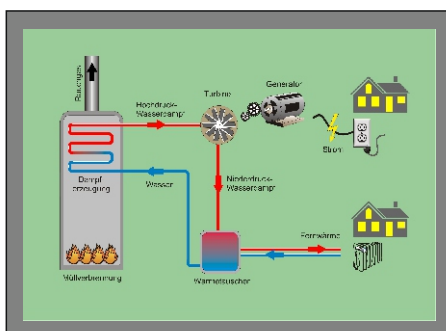 Rauchgas
Hochdruck-
Wasserdampf
Turbine
Generator
Strom
Dampf
erzeugung
Wasser
Niederdruck-
Wasserdampf
Fernwärme
Müllverbrennung
Wärmetauscher